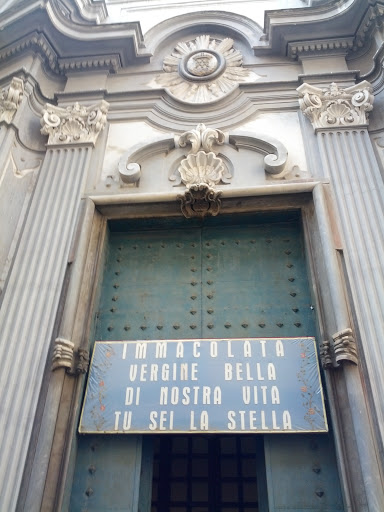 IMMACOLATA
VERGINE BELLA
DI NOSTRA VITA
TU SEI LA STELLA